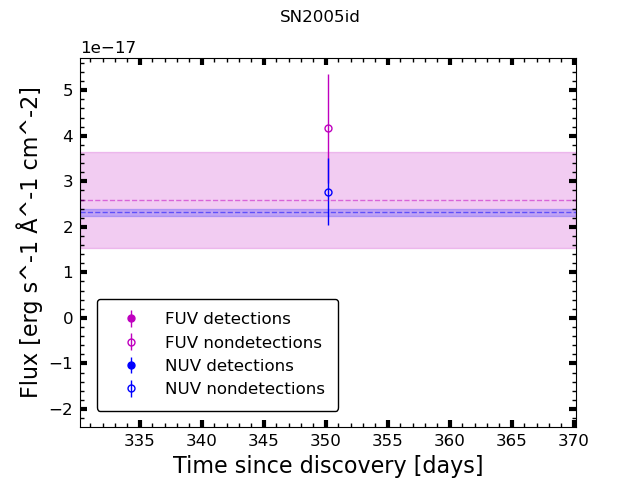 SN2005id
1e−17
5
4
3
2
1
0
−1
−2
Flux [erg s^-1 Å^-1 cm^-2]
FUV detections
FUV nondetections
NUV detections
NUV nondetections
335 340 345 350 355 360 365 370
Time since discovery [days]